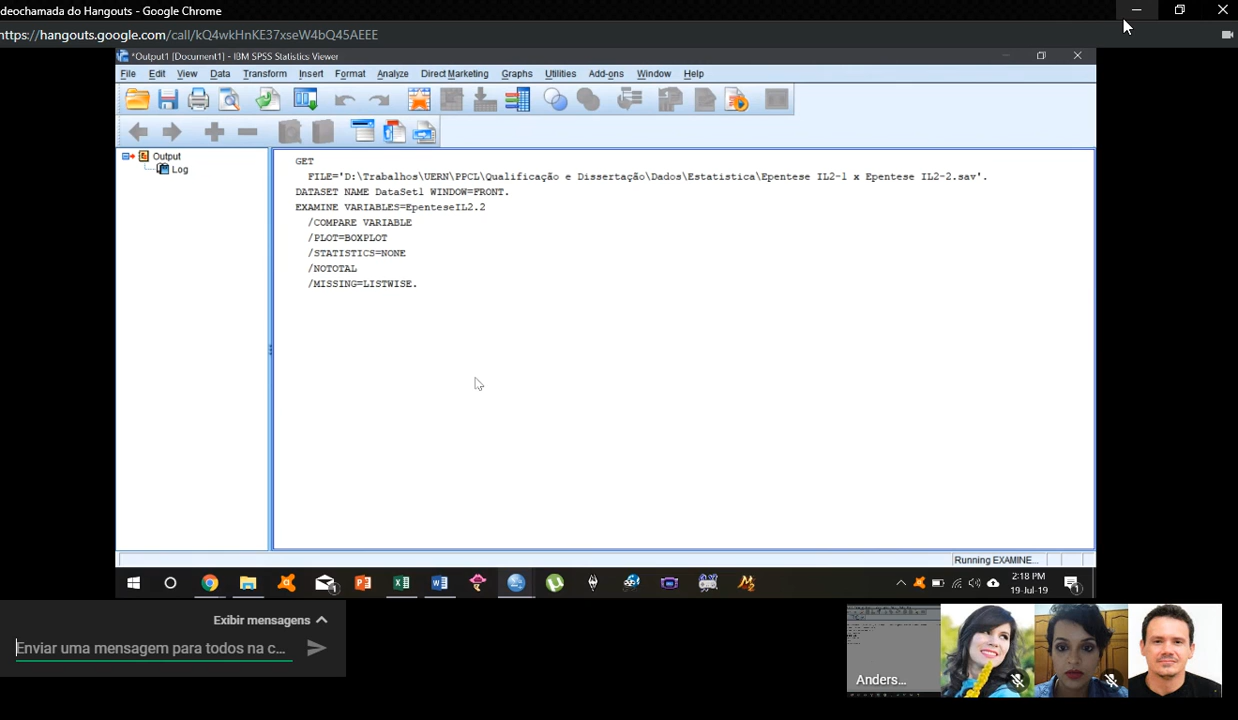 deochamada do Hangouts - Google Chrome
https://hangouts.google.com/call/kQ4wkHnKE37xseW4bQ45AEEE
*Output1 [Document1] - IBM SPSS Statistics Viewer
File Edit View Data Transform Insert Format Analyze Direct Marketing Graphs Utilities Add-ons Window Help
Output
Log
GET
FILE='D:\Trabalhos\UERN\PPCL\Qualificação e Dissertação\Dados\Estatistica\Epentese IL2-1 x Epentese IL2-2.sav'.
DATASET NAME DataSet1 WINDOW=FRONT.
EXAMINE VARIABLES=EpenteseIL2.2
/COMPARE VARIABLE
/PLOT=BOXPLOT
/STATISTICS=NONE
/NOTOTAL
/MISSING=LISTWISE.
Running EXAMINE...
2:18 PM
19-Jul-19
Exibir mensagens
Enviar uma mensagem para todos na c...
Anders...